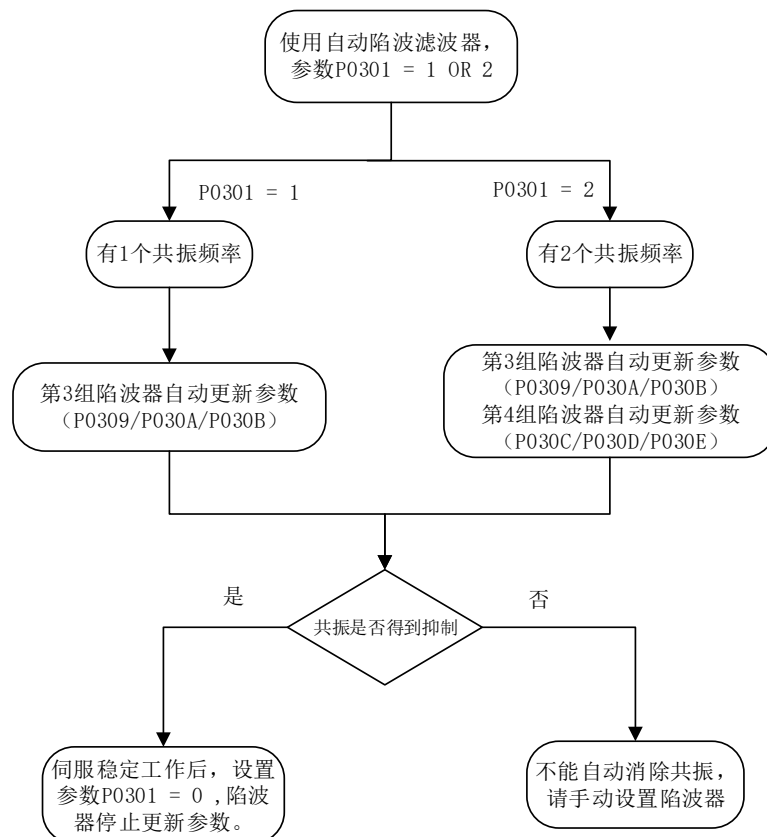 使用自动陷波滤波器，
参数P0301 = 1 OR 2
P0301 = 1
P0301 = 2
有1个共振频率
有2个共振频率
第3组陷波器自动更新参数
（P0309/P030A/P030B）
第3组陷波器自动更新参数
（P0309/P030A/P030B）
第4组陷波器自动更新参数
（P030C/P030D/P030E）
是
否
共振是否得到抑制
伺服稳定工作后，设置
参数P0301 = 0 ,陷波
器停止更新参数。
不能自动消除共振，
请手动设置陷波器